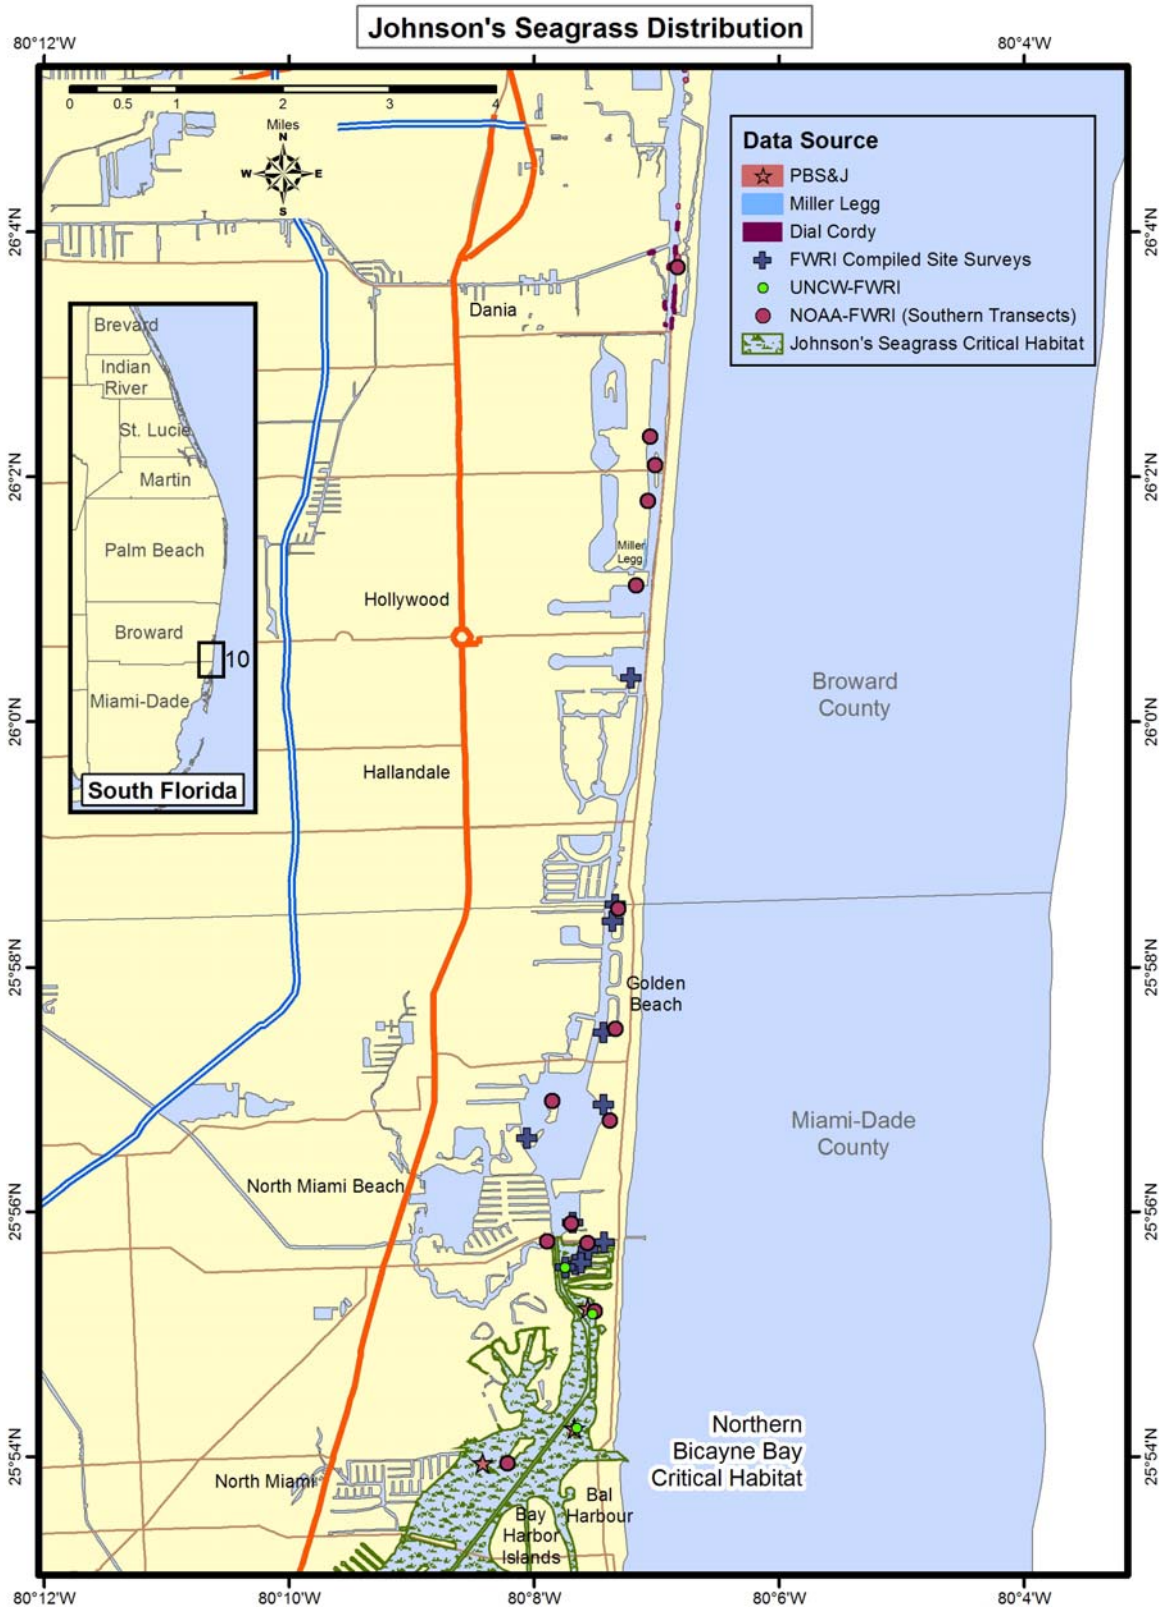 Johnson's Seagrass Distribution
80°12'W
80°4'W
0 0.5 1 2 3 4
Miles
N
W E
S
Data Source
PBS&J
Miller Legg
Dial Cordy
FWRI Compiled Site Surveys
UNCW-FWRI
NOAA-FWRI (Southern Transects)
Johnson's Seagrass Critical Habitat
26°4'N
26°4'N
Dania
Brevard
Indian
River
St. Lucie
Martin
Palm Beach
Broward
10
Miami-Dade
South Florida
26°2'N
26°2'N
Miller
Legg
Hollywood
Broward
County
26°0'N
26°0'N
Hallandale
25°58'N
25°58'N
Golden
Beach
Miami-Dade
County
North Miami Beach
25°56'N
25°56'N
Northern
Bicayne Bay
Critical Habitat
25°54'N
25°54'N
North Miami
Bal
Harbour
Bay
Harbor
Islands
80°12'W
80°10'W
80°8'W
80°6'W
80°4'W